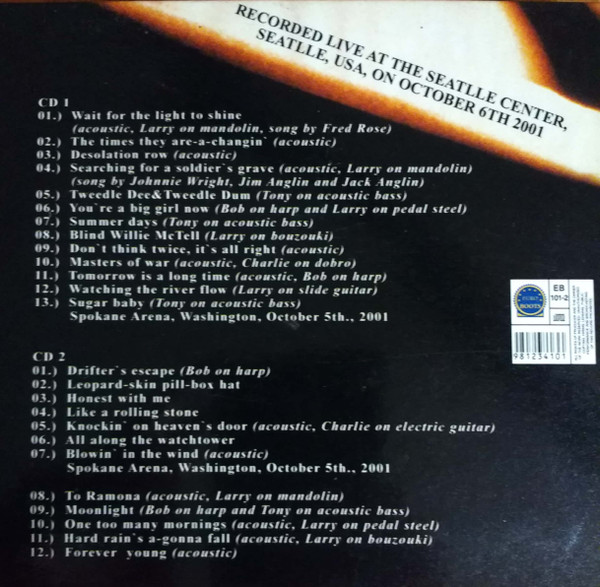 RECORDED LIVE AT THE SEATLLE CENTER,
SEATLLE, USA, ON OCTOBER 6TH 2001
CD 1
01.) Wait for the light to shine
(acoustic, Larry on mandolin, song by Fred Rose)
02.) The times they are-a-changin` (acoustic)
03.) Desolation row (acoustic)
04.) Searching for a soldier`s grave (acoustic, Larry on mandolin)
(song by Johnnie Wright, Jim Anglin and Jack Anglin)
05.) Tweedle Dee&Tweedle Dum (Tony on acoustic bass)
06.) You`re a big girl now (Bob on harp and Larry on pedal steel)
07.) Summer days (Tony on acoustic bass)
08.) Blind Willie McTell (Larry on bouzouki)
09.) Don`t think twice, it`s all right (acoustic)
10.) Masters of war (acoustic, Charlie on dobro)
11.) Tomorrow is a long time (acoustic, Bob on harp)
12.) Watching the river flow (Larry on slide guitar)
13.) Sugar baby (Tony on acoustic bass)
Spokane Arena, Washington, October 5th., 2001
EB
101-2
EURO
BOOTS
981234101
CD 2
01.) Drifter`s escape (Bob on harp)
02.) Leopard-skin pill-box hat
03.) Honest with me
04.) Like a rolling stone
05.) Knockin` on heaven`s door (acoustic, Charlie on electric guitar)
06.) All along the watchtower
07.) Blowin` in the wind (acoustic)
Spokane Arena, Washington, October 5th., 2001
08.) To Ramona (acoustic, Larry on mandolin)
09.) Moonlight (Bob on harp and Tony on acoustic bass)
10.) One too many mornings (acoustic, Larry on pedal steel)
11.) Hard rain`s a-gonna fall (acoustic, Larry on bouzouki)
12.) Forever young (acoustic)